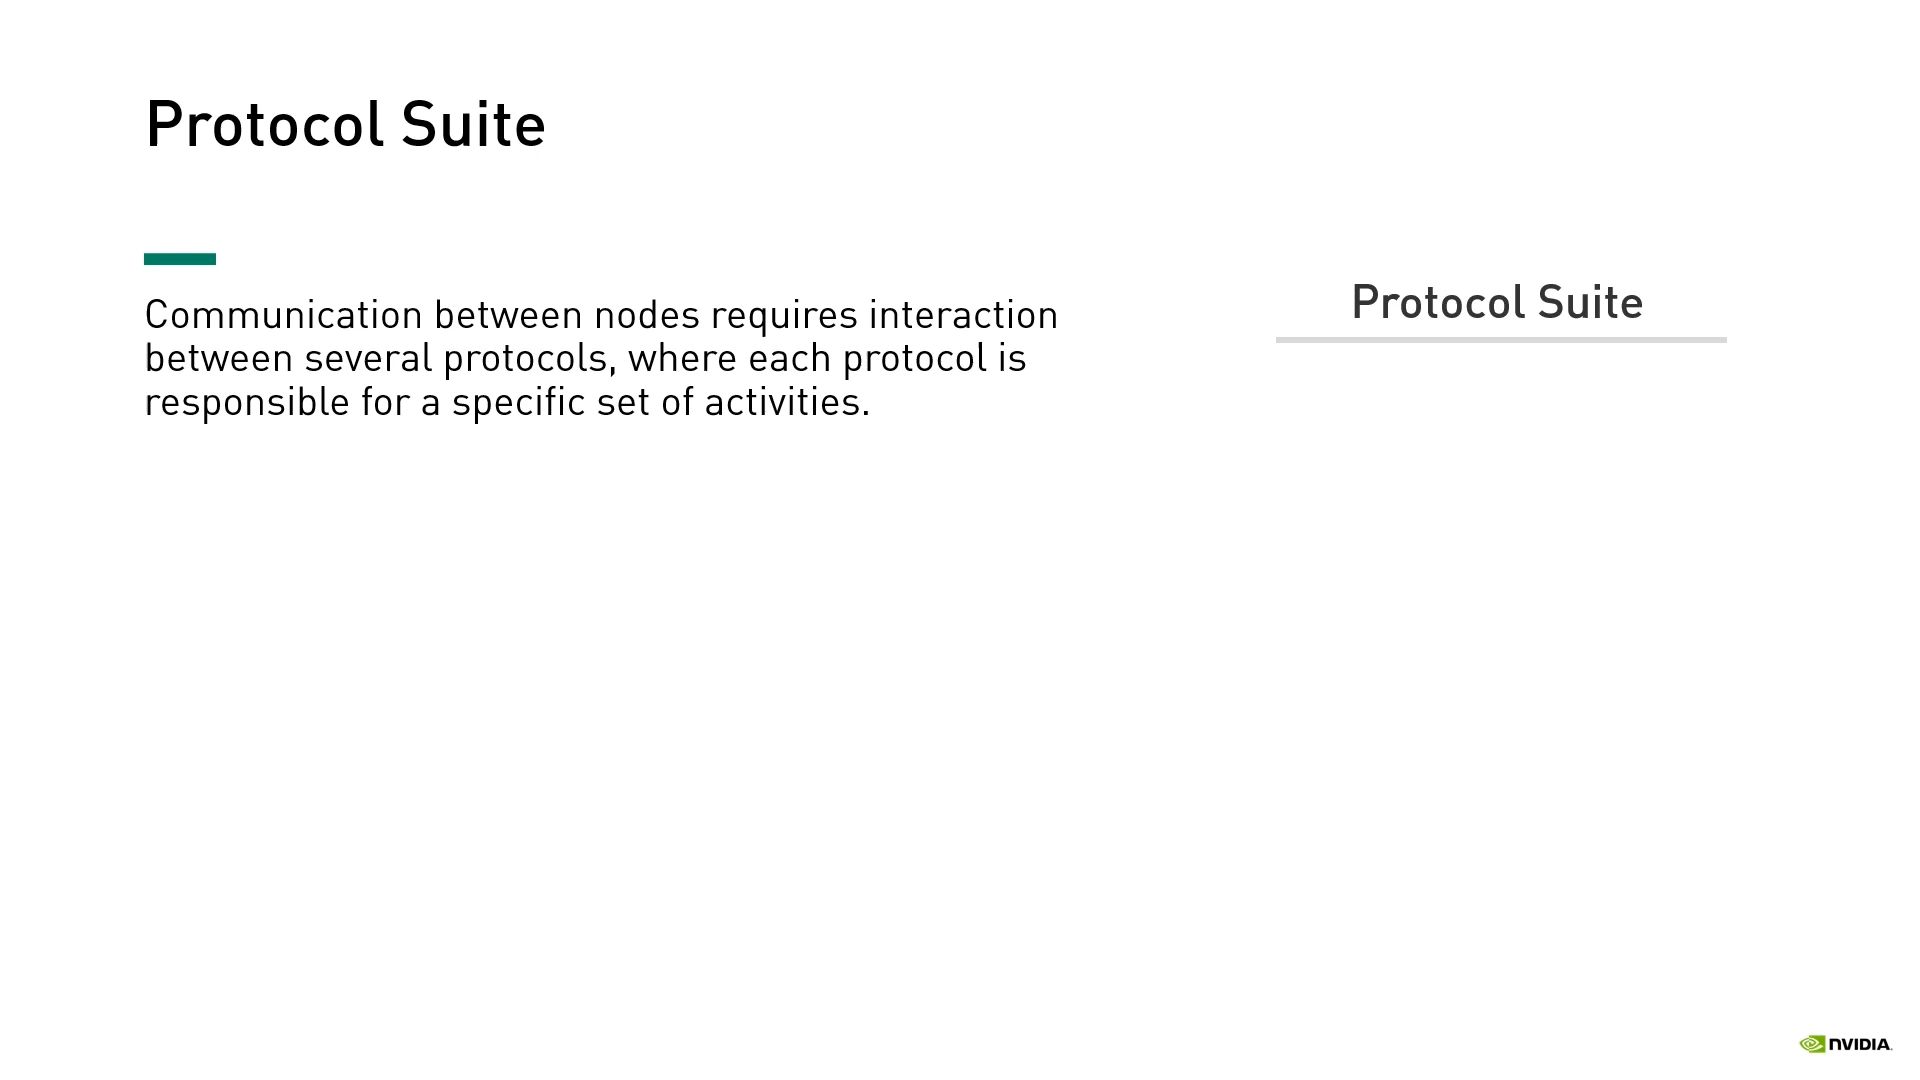 Protocol Suite
Communication between nodes requires interaction
between several protocols, where each protocol is
responsible for a specific set of activities.
Protocol Suite
NVIDIA.